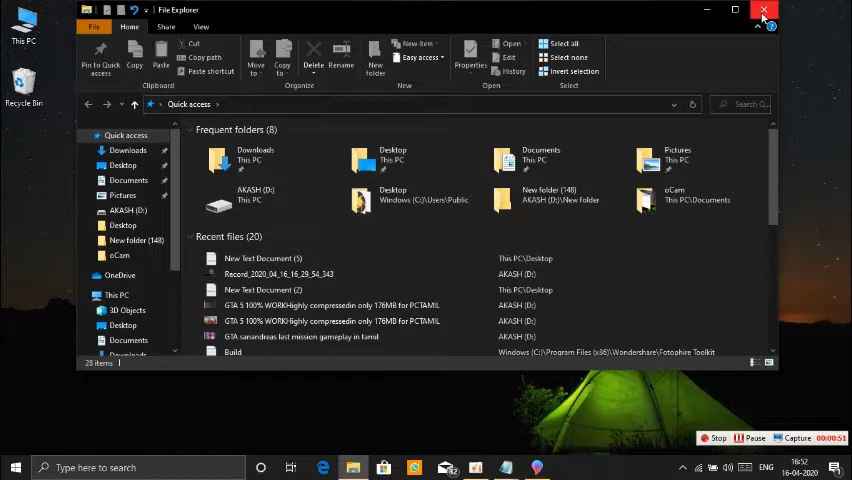 File Explorer
File
Home
Share
View
This PC
Recycle Bin
Pin to Quick access
Copy
Paste
Cut
Copy path
Paste shortcut
Clipboard
Move to
Copy to
Delete
Rename
Organize
New folder
New item
Easy access
New
Properties
Open
Edit
History
Open
Select all
Select none
Invert selection
Select
Quick access
Search Q...
Quick access
Downloads
Desktop
Documents
Pictures
AKASH (D:)
Desktop
New folder (148)
oCam
OneDrive
This PC
3D Objects
Desktop
Documents
Downloads
Frequent folders (8)
Downloads
This PC
Desktop
This PC
Documents
This PC
Pictures
This PC
AKASH (D:)
This PC
Desktop
Windows (C:)\Users\Public
New folder (148)
AKASH (D:)\New folder
oCam
This PC\Documents
Recent files (20)
New Text Document (5) This PC\Desktop
Record_2020_04_16_16_29_54_343 AKASH (D:)
New Text Document (2) This PC\Desktop
GTA 5 100% WORKHighly compressedin only 176MB for PCTAMIL AKASH (D:)
GTA 5 100% WORKHighly compressedin only 176MB for PCTAMIL AKASH (D:)
GTA sanandreas last mission gameplay in tamil AKASH (D:)
Build Windows (C:)\Program Files (x86)\Wondershare\Fotophire Toolkit
28 items
Stop Pause Capture 00:00:51
Type here to search
32
ENG
16:52
16-04-2020
1